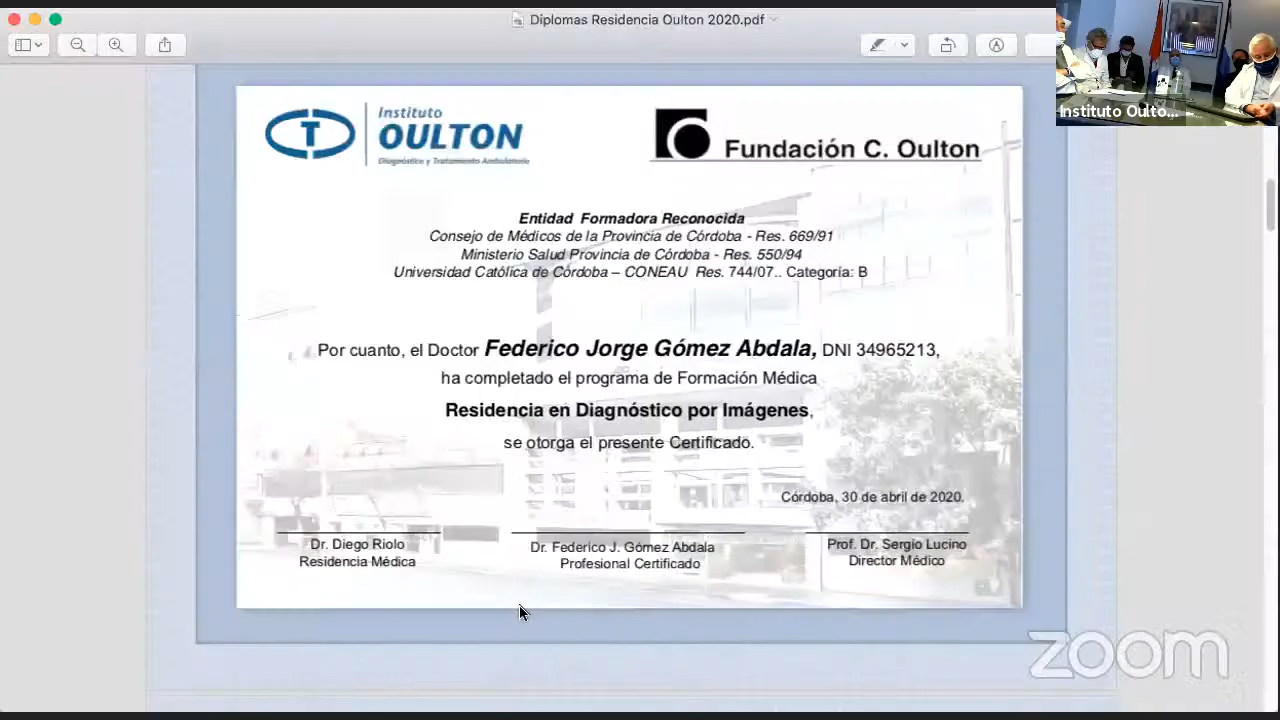 Diplomas Residencia Oulton 2020.pdf
Instituto Oulto...
Instituto
OULTON
Diagnóstico y Tratamiento Ambulatorio
Fundación C. Oulton
Entidad Formadora Reconocida
Consejo de Médicos de la Provincia de Córdoba - Res. 669/91
Ministerio Salud Provincia de Córdoba - Res. 550/94
Universidad Católica de Córdoba – CONEAU Res. 744/07.. Categoría: B
Por cuanto, el Doctor Federico Jorge Gómez Abdala, DNI 34965213,
ha completado el programa de Formación Médica
Residencia en Diagnóstico por Imágenes,
se otorga el presente Certificado.
Córdoba, 30 de abril de 2020.
Dr. Diego Riolo
Residencia Médica
Dr. Federico J. Gómez Abdala
Profesional Certificado
Prof. Dr. Sergio Lucino
Director Médico
zoom